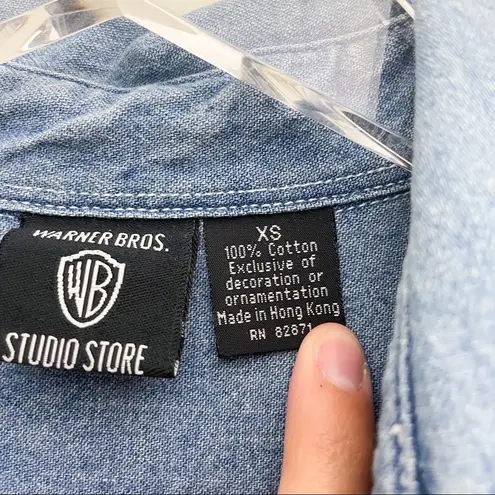 WARNER BROS.
WB
STUDIO STORE
XS
100% Cotton
Exclusive of
decoration or
ornamentation
Made in Hong Kong
RN 82871